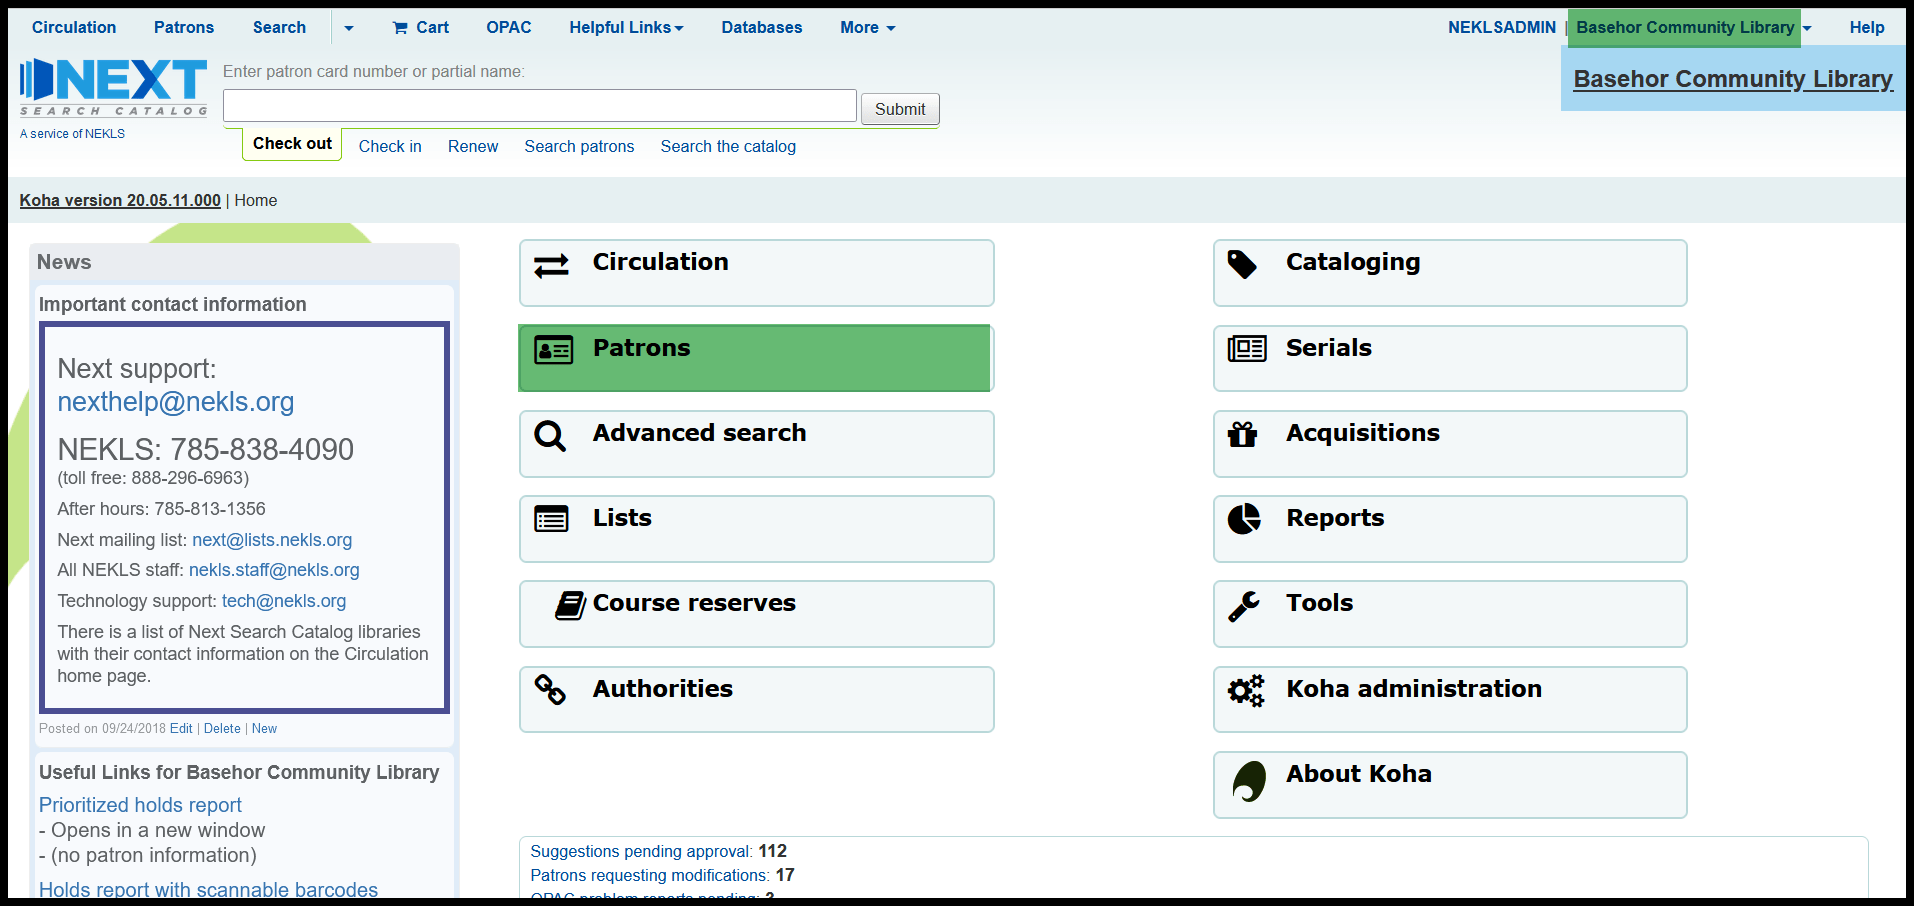 Circulation Patrons Search Cart OPAC Helpful Links Databases More NEKLSADMIN | Basehor Community Library Help
NEXT
SEARCH CATALOG
A service of NEKLS
Enter patron card number or partial name:
Submit
Basehor Community Library
Check out Check in Renew Search patrons Search the catalog
Koha version 20.05.11.000 | Home
News
Important contact information
Next support:
nexthelp@nekls.org
NEKLS: 785-838-4090
(toll free: 888-296-6963)
After hours: 785-813-1356
Next mailing list: next@lists.nekls.org
All NEKLS staff: nekls.staff@nekls.org
Technology support: tech@nekls.org
There is a list of Next Search Catalog libraries
with their contact information on the Circulation
home page.
Posted on 09/24/2018 Edit | Delete | New
Useful Links for Basehor Community Library
Prioritized holds report
- Opens in a new window
- (no patron information)
Holds report with scannable barcodes
Circulation
Patrons
Advanced search
Lists
Course reserves
Authorities
Cataloging
Serials
Acquisitions
Reports
Tools
Koha administration
About Koha
Suggestions pending approval: 112
Patrons requesting modifications: 17
OPAC problem reports pending: